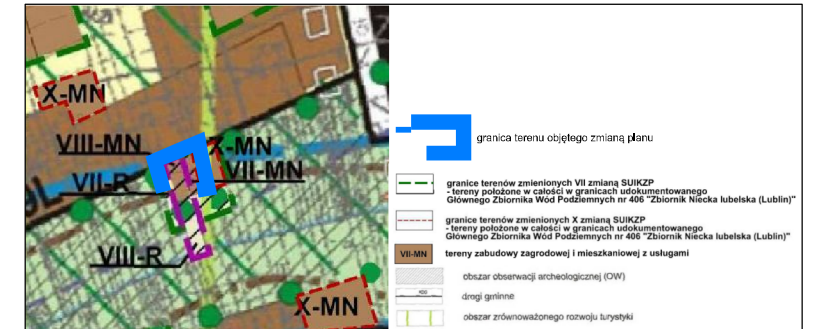 X-MN
VIII-MN
X-MN
VII-MN
VII-R
VIII-R
X-MN
granica terenu objętego zmianą planu
granice terenów zmienionych VII zmianą SUIKZP
- tereny położone w całości w granicach udokumentowanego
Głównego Zbiornika Wód Podziemnych nr 406 "Zbiornik Niecka lubelska (Lublin)"
granice terenów zmienionych X zmianą SUIKZP
- tereny położone w całości w granicach udokumentowanego
Głównego Zbiornika Wód Podziemnych nr 406 "Zbiornik Niecka lubelska (Lublin)"
VII-MN tereny zabudowy zagrodowej i mieszkaniowej z usługami
obszar obserwacji archeologicznej (OW)
drogi gminne
obszar zrównoważonego rozwoju turystyki